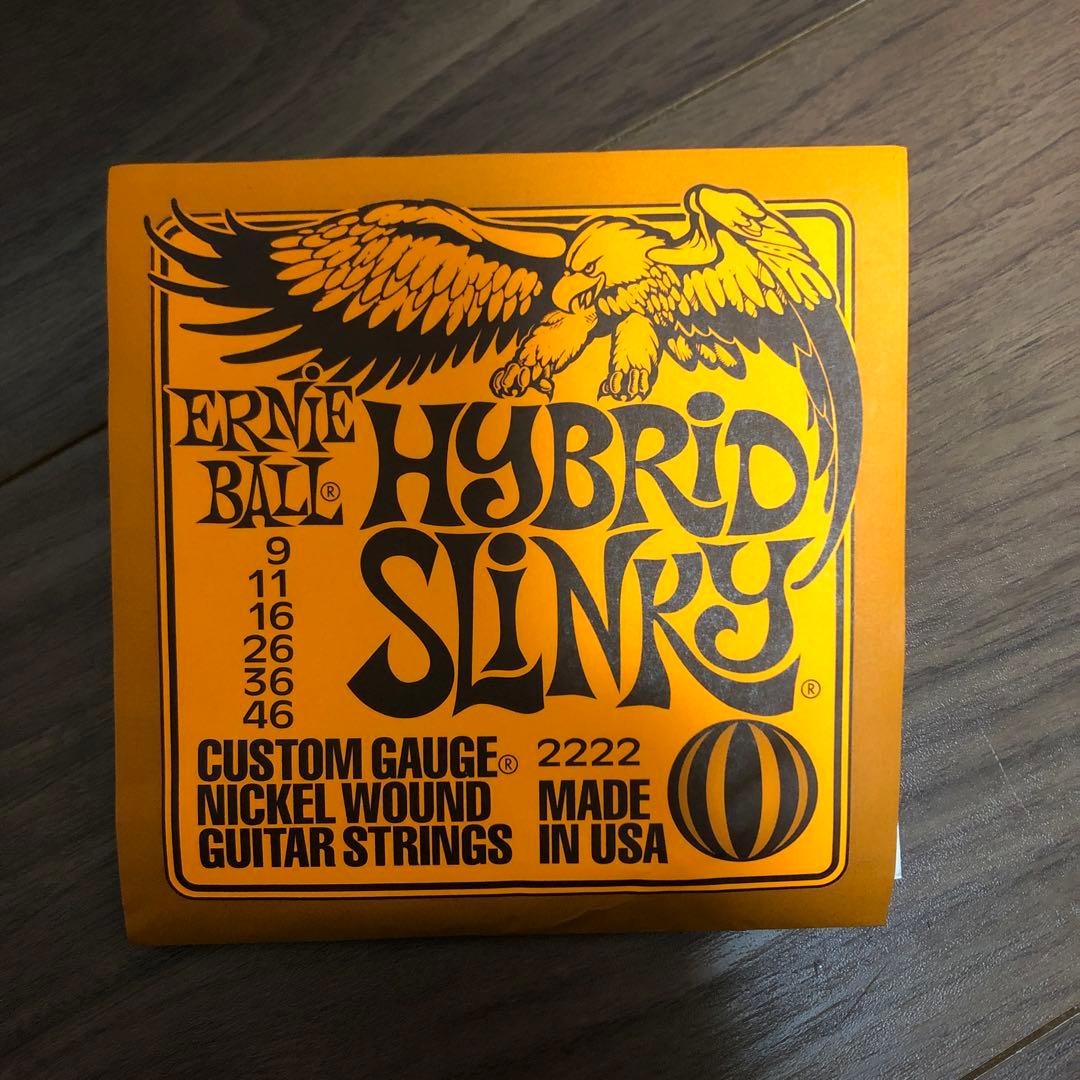 ERNiE
BALL®
HYBRiD
SLiNKY®
9
11
16
26
36
46
CUSTOM GAUGE®
NICKEL WOUND
GUITAR STRINGS
2222
MADE
IN USA